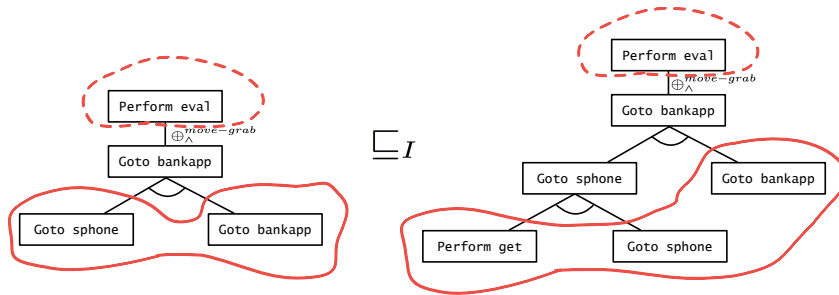 Perform eval
⊕∧^move−grab
Goto bankapp
Goto sphone
Goto bankapp
⊑I
Perform eval
⊕∧^move−grab
Goto bankapp
Goto sphone
Goto bankapp
Perform get
Goto sphone